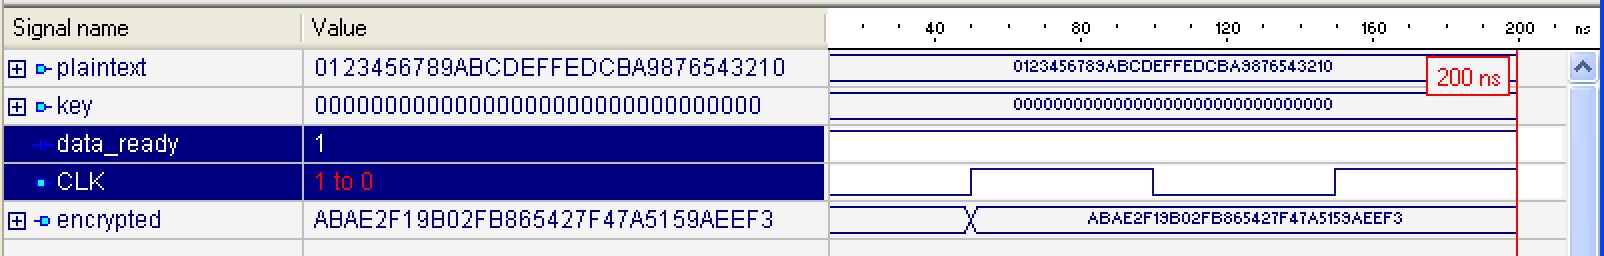 Signal name Value 40 80 120 160 200 ns
plaintext 0123456789ABCDEFFEDCBA9876543210 0123456789ABCDEFFEDCBA9876543210 200 ns
key 00000000000000000000000000000000 00000000000000000000000000000000
data_ready 1
CLK 1 to 0
encrypted ABAE2F19B02FB865427F47A5159AEEF3 ABAE2F19B02FB865427F47A5159AEEF3